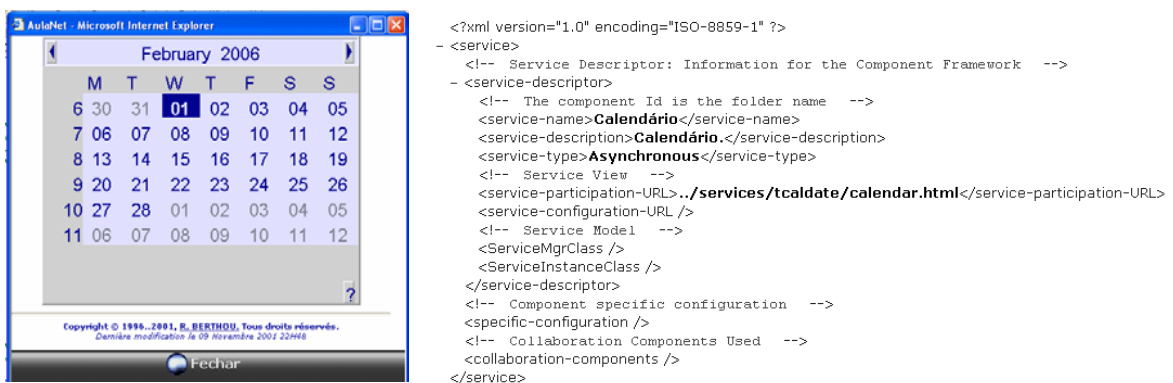 AulaNet - Microsoft Internet Explorer
February 2006
M T W T F S S
6 30 31 01 02 03 04 05
7 06 07 08 09 10 11 12
8 13 14 15 16 17 18 19
9 20 21 22 23 24 25 26
10 27 28 01 02 03 04 05
11 06 07 08 09 10 11 12
?
Copyright © 1996..2001, R. BERTHOU, Tous droits réservés.
Dernière modification le 09 Novembre 2001 22H48
Fechar
<?xml version="1.0" encoding="ISO-8859-1" ?>
– <service>
<!-- Service Descriptor: Information for the Component Framework -->
– <service-descriptor>
<!-- The component Id is the folder name -->
<service-name>Calendário</service-name>
<service-description>Calendário.</service-description>
<service-type>Asynchronous</service-type>
<!-- Service View -->
<service-participation-URL>../services/tcaldate/calendar.html</service-participation-URL>
<service-configuration-URL />
<!-- Service Model -->
<ServiceMgrClass />
<ServiceInstanceClass />
</service-descriptor>
<!-- Component specific configuration -->
<specific-configuration />
<!-- Collaboration Components Used -->
<collaboration-components />
</service>